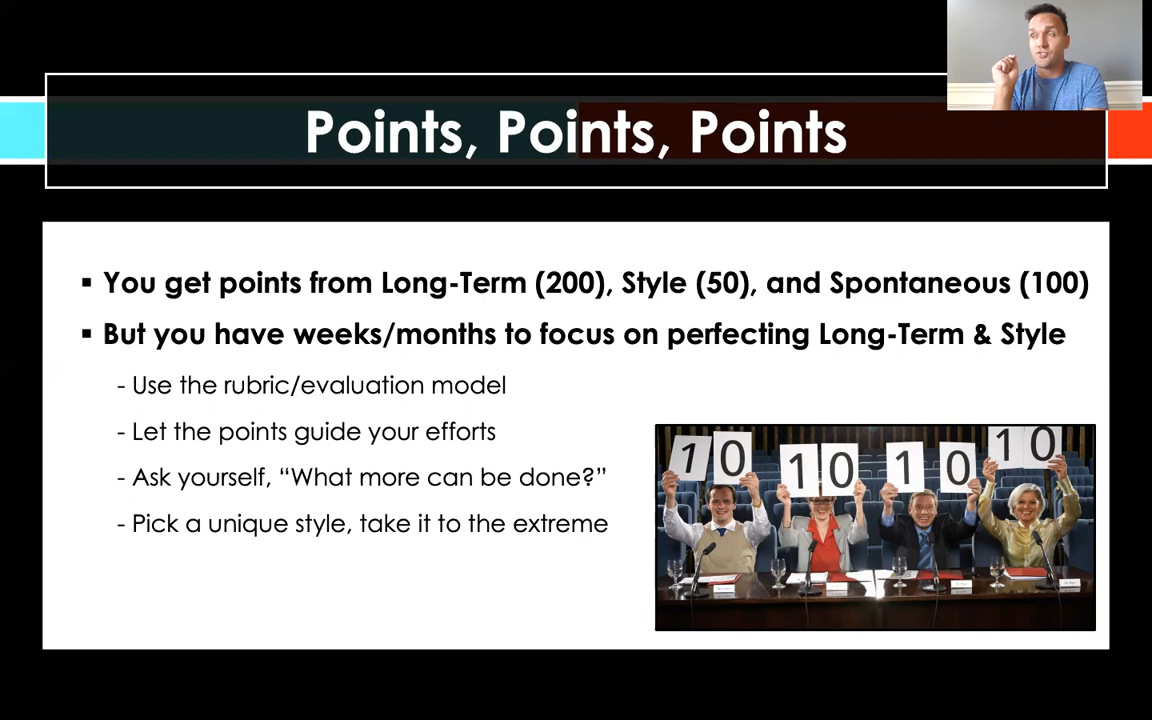 Points, Points, Points
▪ You get points from Long-Term (200), Style (50), and Spontaneous (100)
▪ But you have weeks/months to focus on perfecting Long-Term & Style
- Use the rubric/evaluation model
- Let the points guide your efforts
- Ask yourself, “What more can be done?”
- Pick a unique style, take it to the extreme
10 10 10 10